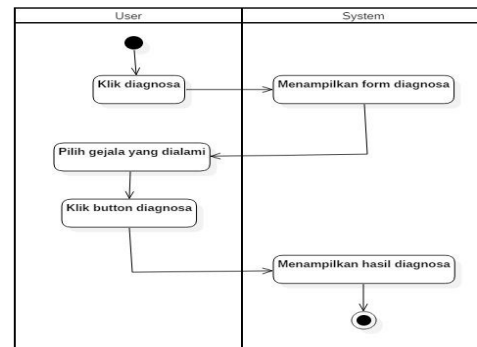 User
System
Klik diagnosa
Menampilkan form diagnosa
Pilih gejala yang dialami
Klik button diagnosa
Menampilkan hasil diagnosa